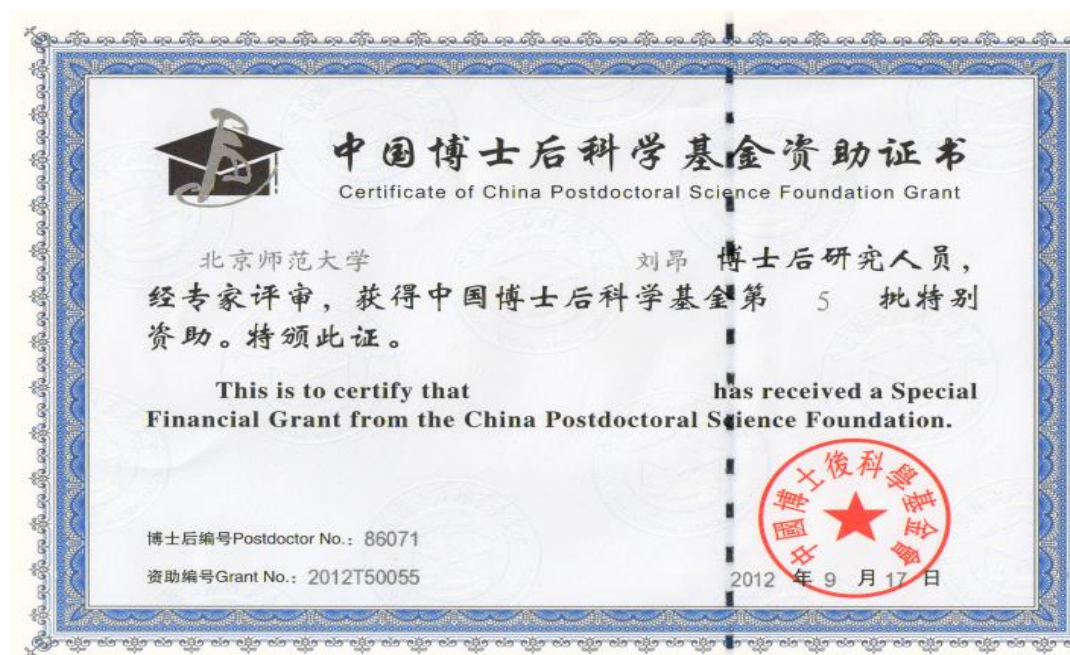 中国博士后科学基金资助证书
Certificate of China Postdoctoral Science Foundation Grant
北京师范大学 刘昂 博士后研究人员，
经专家评审，获得中国博士后科学基金第 5 批特别
资助。特颁此证。
This is to certify that has received a Special
Financial Grant from the China Postdoctoral Science Foundation.
中國博士後科學基金會
博士后编号Postdoctor No.：86071
资助编号Grant No.：2012T50055
2012 年 9 月 17 日